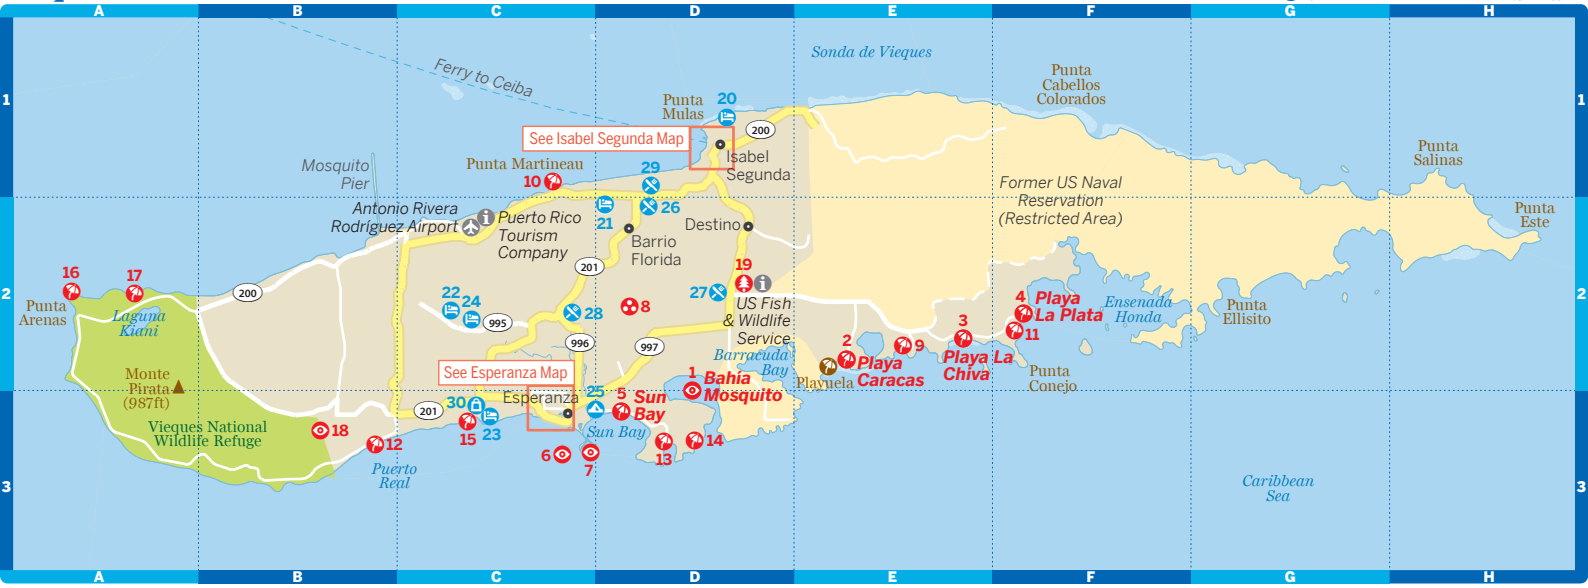 A B C D E F G H
1
Ferry to Ceiba
Sonda de Vieques
Punta
Cabellos
Colorados
1
Punta
Mulas
20
See Isabel Segunda Map
200
Isabel
Segunda
Mosquito
Pier
Punta Martineau
10
29
Punta
Salinas
Former US Naval
Reservation
(Restricted Area)
Antonio Rivera
Rodríguez Airport
Puerto Rico
Tourism
Company
21
26
Destino
Punta
Este
Barrio
Florida
201
16
17
19
2
200
Punta
Arenas
Laguna
Kiani
22
24
995
28
8
27
US Fish
& Wildlife
Service
4
Playa
La Plata
11
Ensenada
Honda
Punta
Ellisito
2
996
997
3
Playa La
Chiva
2
9
Playa
Caracas
Barracuda
Bay
Playuela
Punta
Conejo
See Esperanza Map
Monte
Pirata
(987ft)
1
Bahía
Mosquito
Esperanza
25
5
Sun
Bay
201
30
23
15
Vieques National
Wildlife Refuge
18
12
Sun Bay
14
13
6
7
Puerto
Real
3
Caribbean
Sea
3
A B C D E F G H